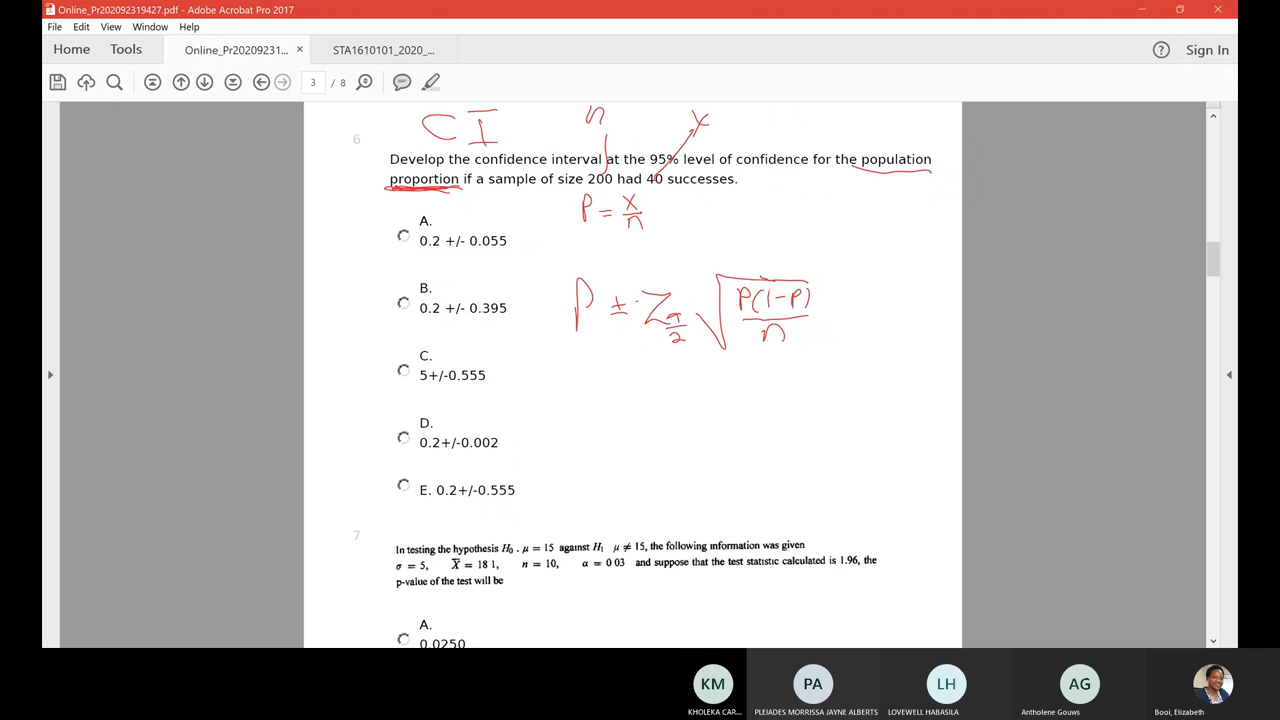 Online_Pr20209231​9427.pdf - Adobe Acrobat Pro 2017
File Edit View Window Help
Home Tools Online_Pr20209231... × STA1610101_2020_... ? Sign In
3 / 8
C I n x
6
Develop the confidence interval at the 95% level of confidence for the population
proportion if a sample of size 200 had 40 successes.
P = x/n
A.
0.2 +/- 0.055
B.
0.2 +/- 0.395
P ± Z α/2 √ P(1-P)/n
C.
5+/-0.555
D.
0.2+/-0.002
E. 0.2+/-0.555
7
In testing the hypothesis H₀ . μ = 15 against H₁ μ ≠ 15, the following information was given
σ = 5, X̄ = 18 1, n = 10, α = 0 03 and suppose that the test statistic calculated is 1.96, the
p-value of the test will be
A.
0.0250
KM PA LH AG
KHOLEKA CAR... PLEIADES MORRISSA JAYNE ALBERTS LOVEWELL HABASILA Antholene Gouws Booi, Elizabeth